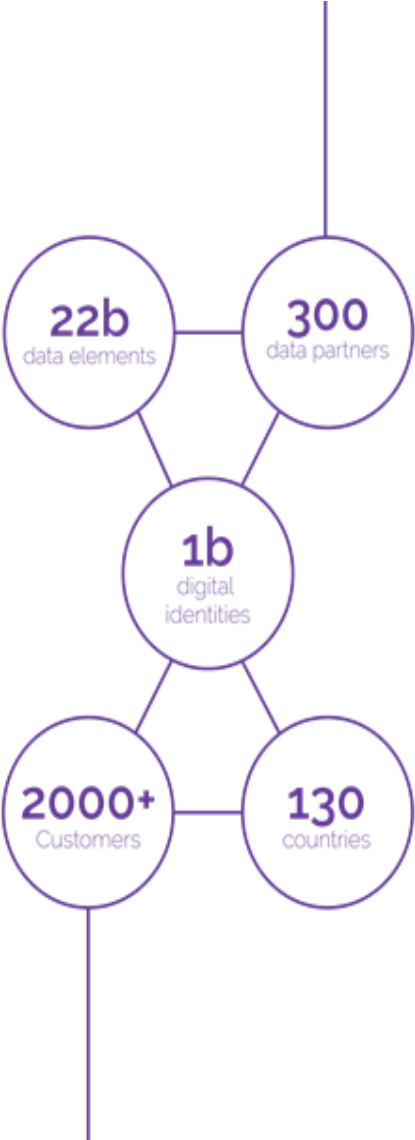 22b
data elements
300
data partners
1b
digital
identities
2000+
Customers
130
countries